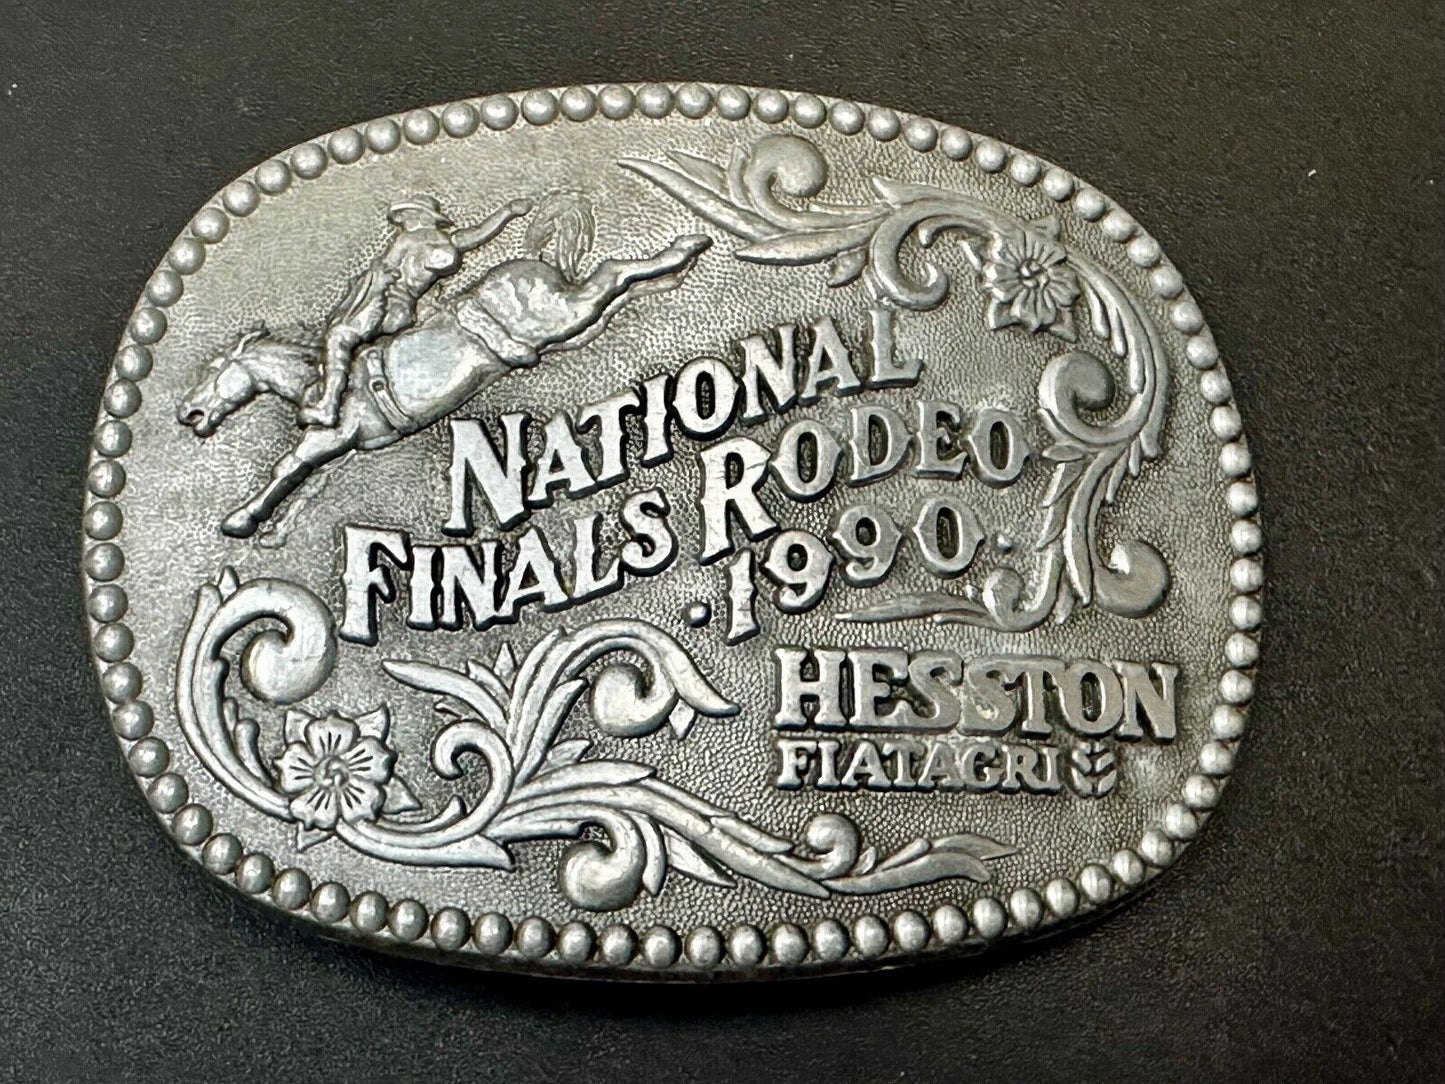 NATIONAL
FINALS RODEO
·1990·
HESSTON
FIATAGRI